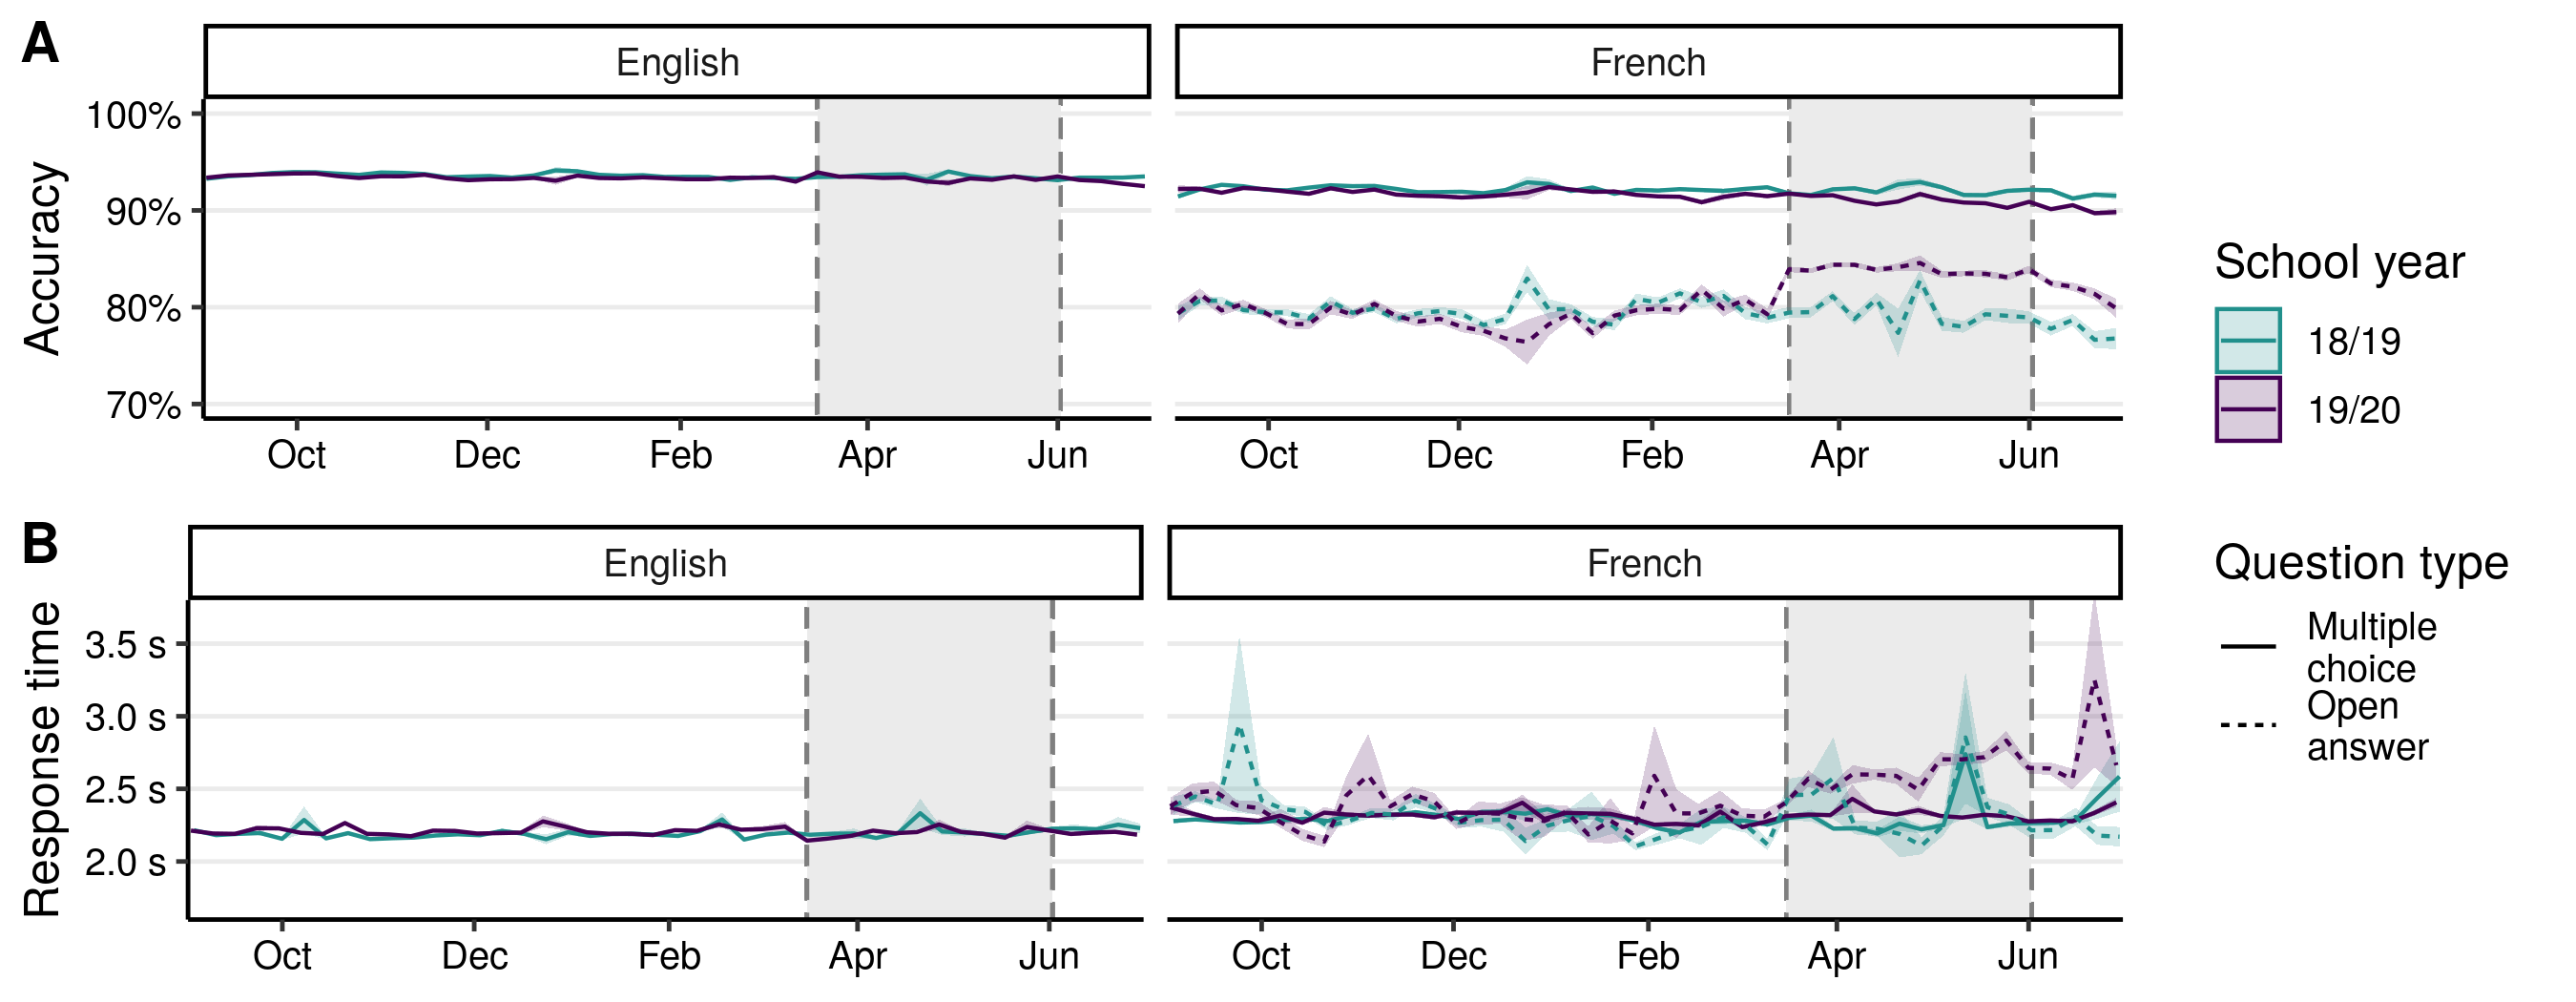 A
English
French
Accuracy
100%
90%
80%
70%
Oct Dec Feb Apr Jun
Oct Dec Feb Apr Jun
School year
18/19
19/20
B
English
French
Response time
3.5 s
3.0 s
2.5 s
2.0 s
Oct Dec Feb Apr Jun
Oct Dec Feb Apr Jun
Question type
Multiple
choice
Open
answer